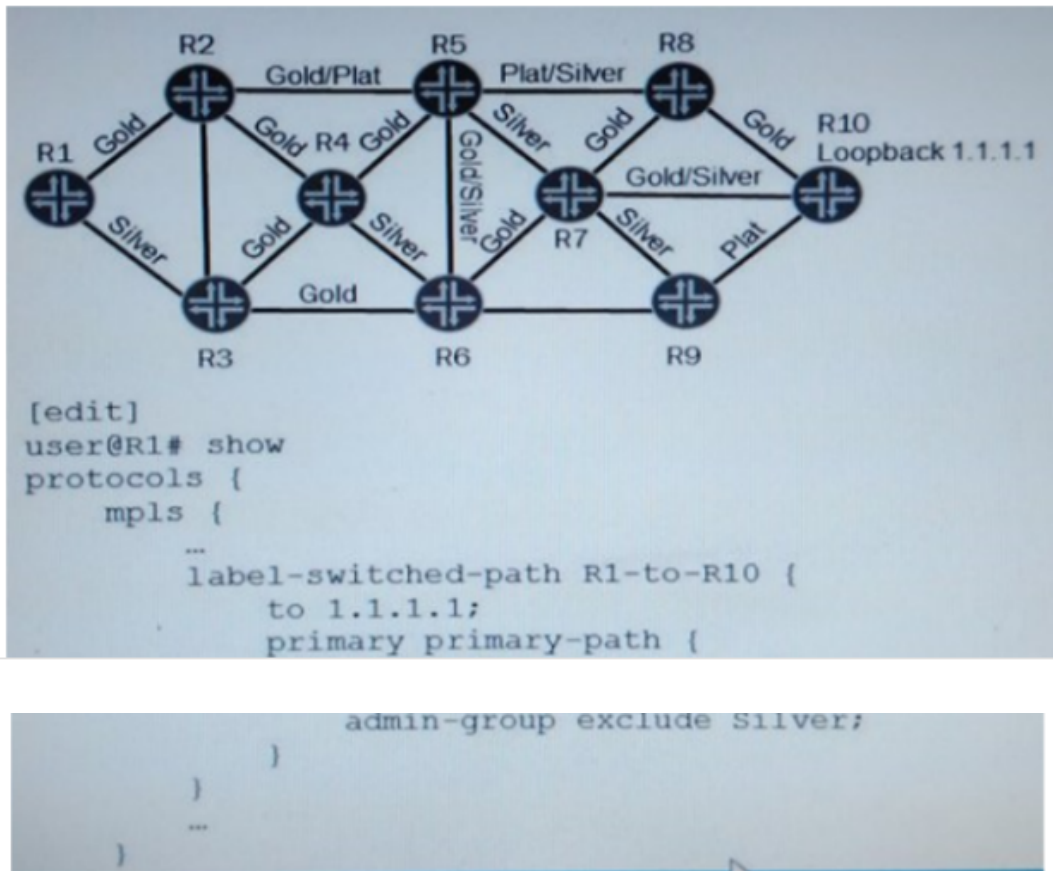 R2
R5
R8
Gold/Plat
Plat/Silver
Gold
Gold
R4
Gold
Silver
Gold
Gold
R10
R1
Loopback 1.1.1.1
Gold/Silver
Gold/Silver
Silver
Gold
Silver
Gold
R7
Silver
Plat
Gold
R3
R6
R9
[edit]
user@R1# show
protocols {
mpls {
…
label-switched-path R1-to-R10 {
to 1.1.1.1;
primary primary-path {
admin-group exclude Silver;
}
}
…
}